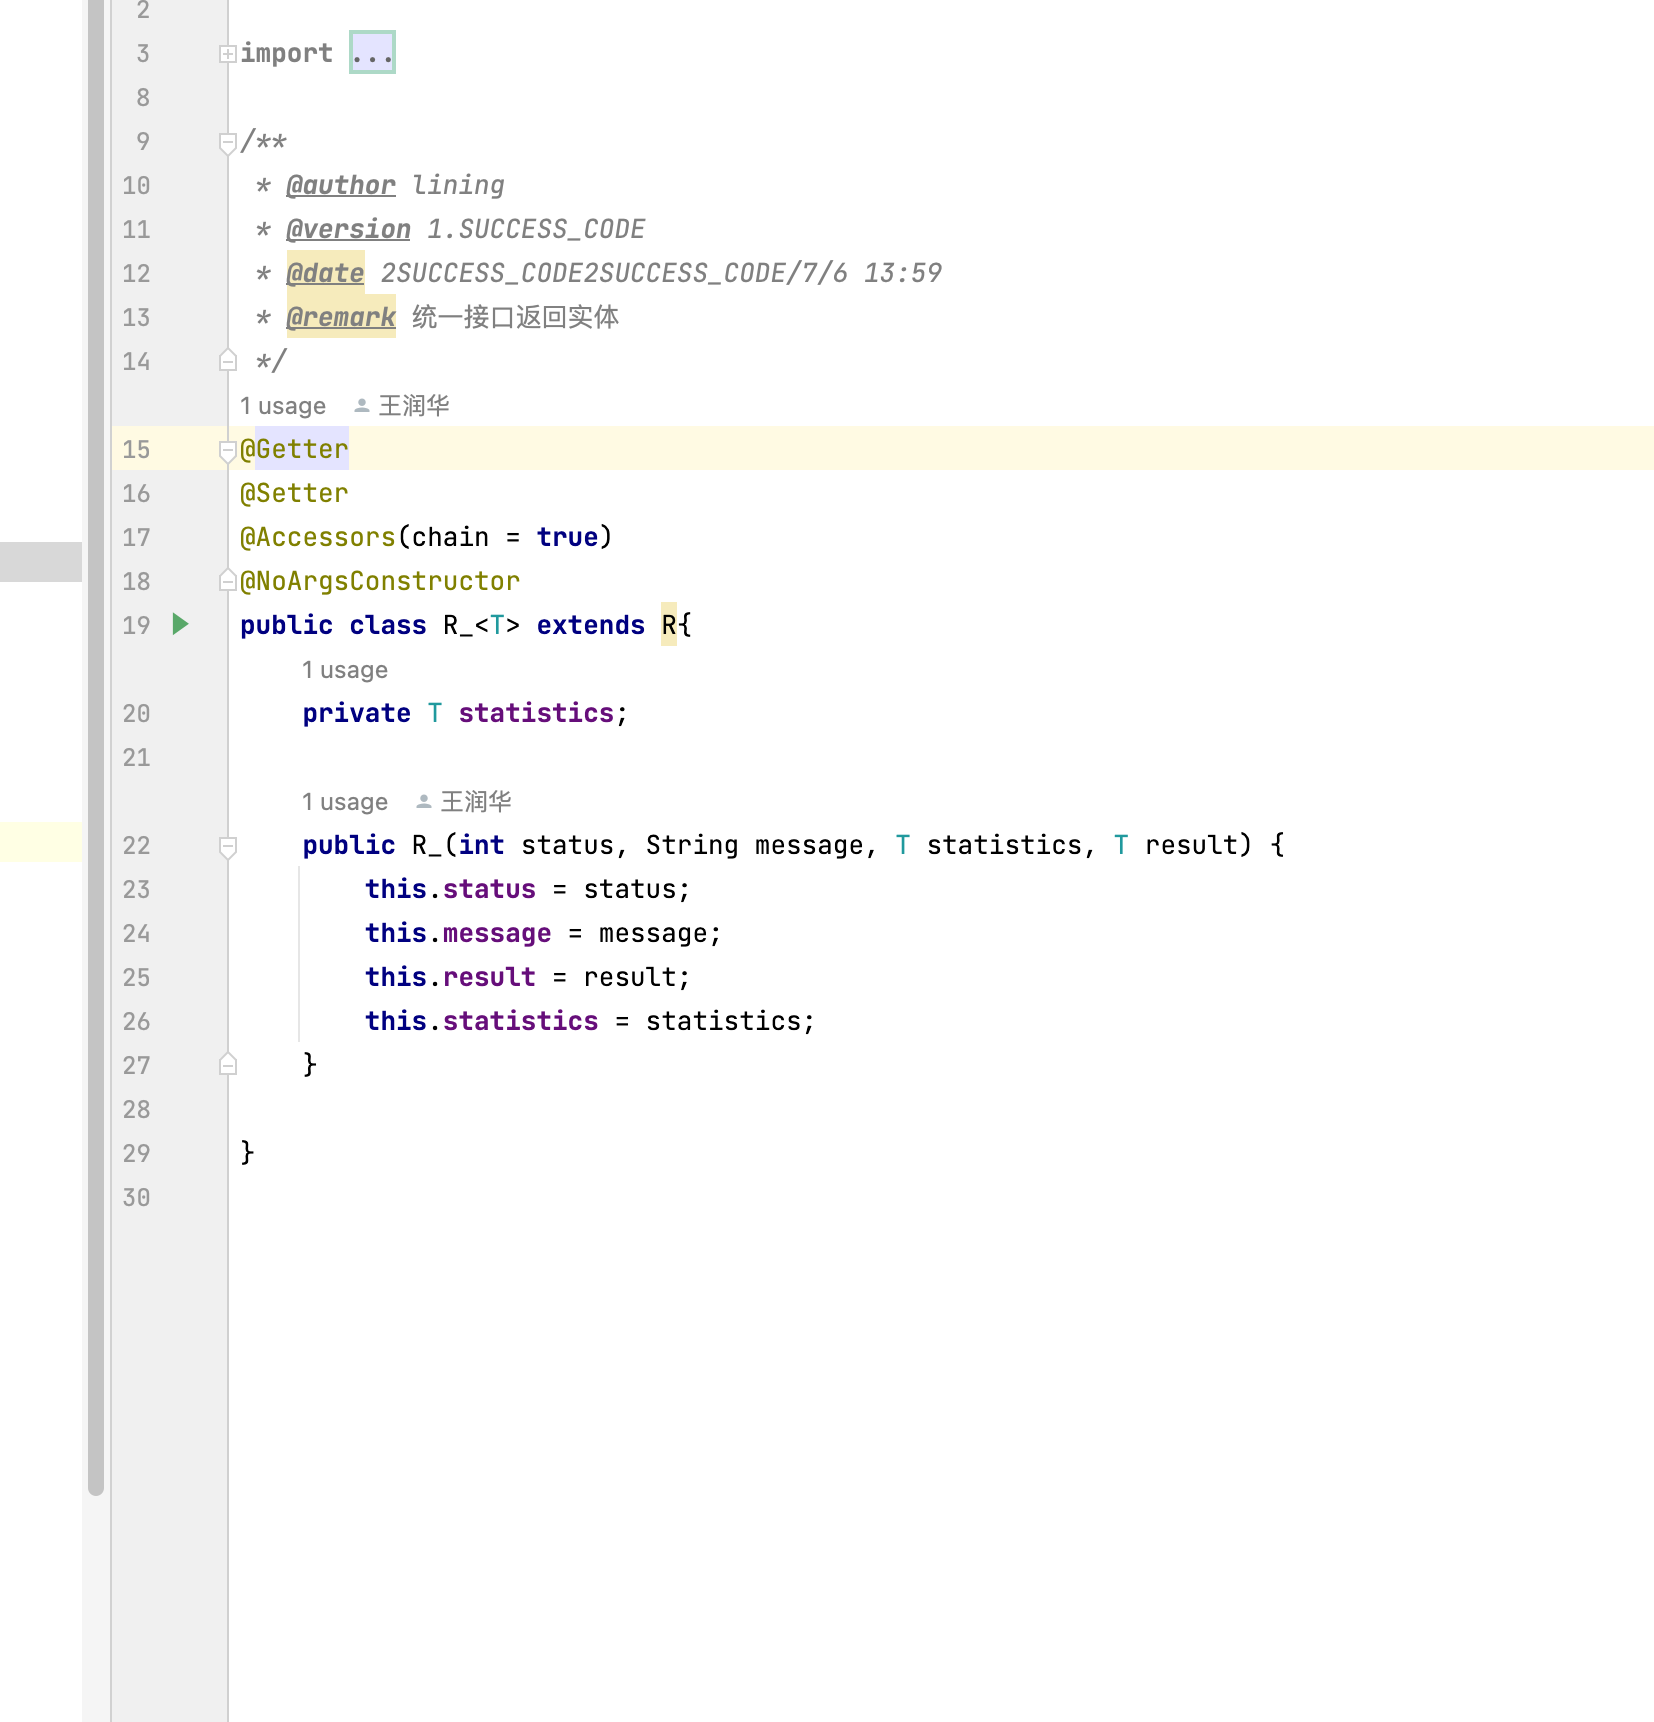 2
3 import ...
8
9 /**
10 * @author lining
11 * @version 1.SUCCESS_CODE
12 * @date 2SUCCESS_CODE2SUCCESS_CODE/7/6 13:59
13 * @remark 统一接口返回实体
14 */
1 usage 王润华
15 @Getter
16 @Setter
17 @Accessors(chain = true)
18 @NoArgsConstructor
19 public class R_<T> extends R{
1 usage
20 private T statistics;
21
1 usage 王润华
22 public R_(int status, String message, T statistics, T result) {
23 this.status = status;
24 this.message = message;
25 this.result = result;
26 this.statistics = statistics;
27 }
28
29 }
30